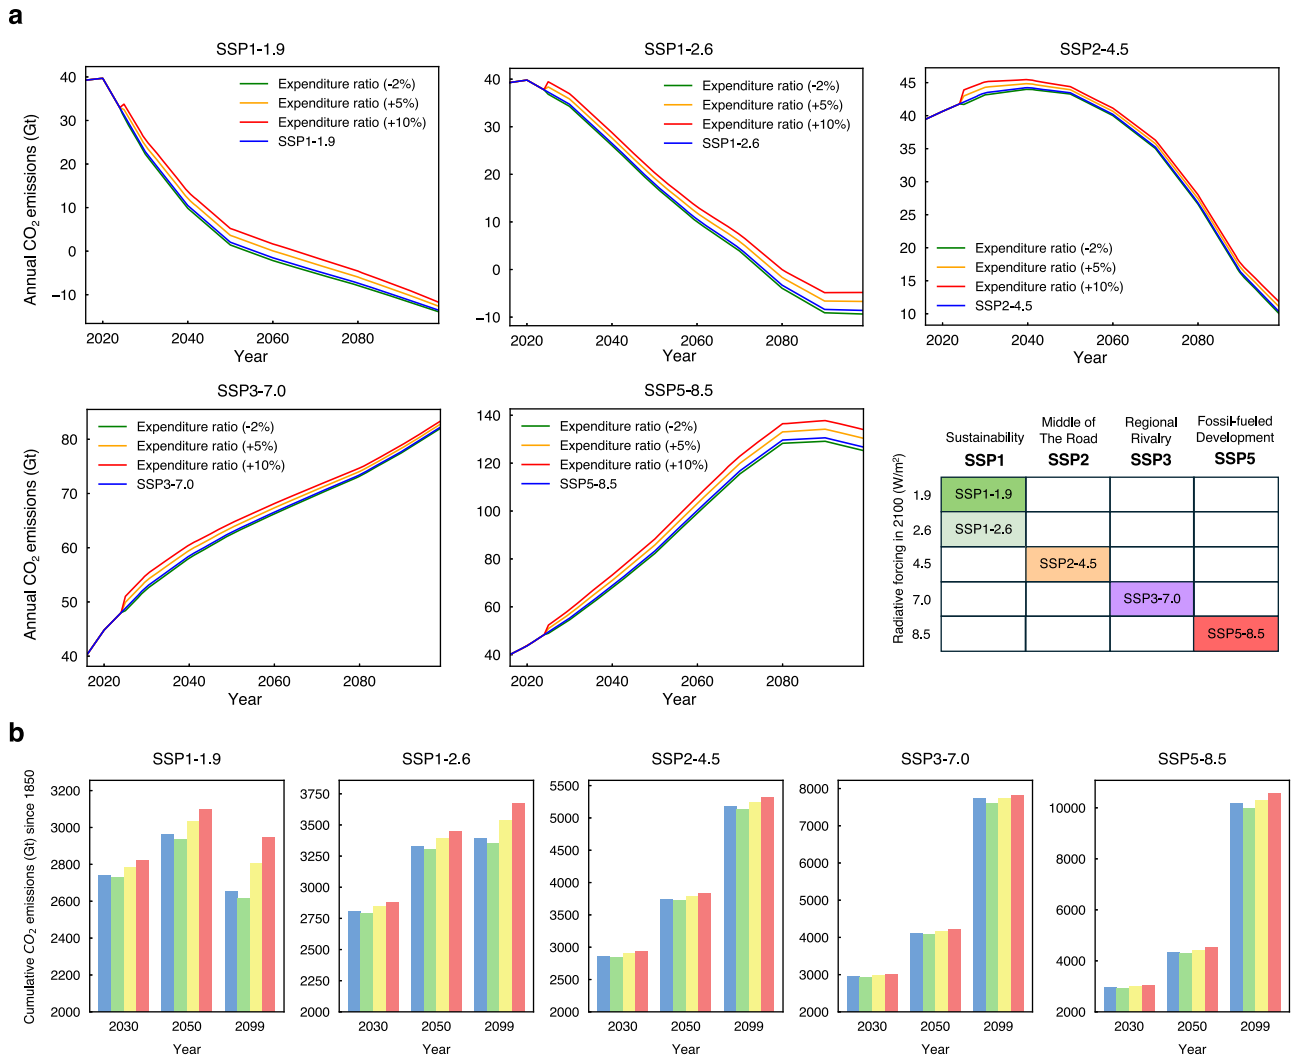 a
SSP1-1.9
40
30
20
10
0
−10
2020
2040
2060
2080
Year
Annual CO2 emissions (Gt)
Expenditure ratio (-2%)
Expenditure ratio (+5%)
Expenditure ratio (+10%)
SSP1-1.9
SSP1-2.6
40
30
20
10
0
−10
2020
2040
2060
2080
Year
Expenditure ratio (-2%)
Expenditure ratio (+5%)
Expenditure ratio (+10%)
SSP1-2.6
SSP2-4.5
45
40
35
30
25
20
15
10
2020
2040
2060
2080
Year
Expenditure ratio (-2%)
Expenditure ratio (+5%)
Expenditure ratio (+10%)
SSP2-4.5
SSP3-7.0
80
70
60
50
40
2020
2040
2060
2080
Year
Annual CO2 emissions (Gt)
Expenditure ratio (-2%)
Expenditure ratio (+5%)
Expenditure ratio (+10%)
SSP3-7.0
SSP5-8.5
140
120
100
80
60
40
2020
2040
2060
2080
Year
Expenditure ratio (-2%)
Expenditure ratio (+5%)
Expenditure ratio (+10%)
SSP5-8.5
Sustainability
SSP1
Middle of
The Road
SSP2
Regional
Rivalry
SSP3
Fossil-fueled
Development
SSP5
Radiative forcing in 2100 (W/m²)
1.9
SSP1-1.9
2.6
SSP1-2.6
4.5
SSP2-4.5
7.0
SSP3-7.0
8.5
SSP5-8.5
b
SSP1-1.9
Cumulative CO2 emissions (Gt) since 1850
3200
3000
2800
2600
2400
2200
2000
2030
2050
2099
Year
SSP1-2.6
3750
3500
3250
3000
2750
2500
2250
2000
2030
2050
2099
Year
SSP2-4.5
5500
5000
4500
4000
3500
3000
2500
2000
2030
2050
2099
Year
SSP3-7.0
8000
7000
6000
5000
4000
3000
2000
2030
2050
2099
Year
SSP5-8.5
10000
8000
6000
4000
2000
2030
2050
2099
Year